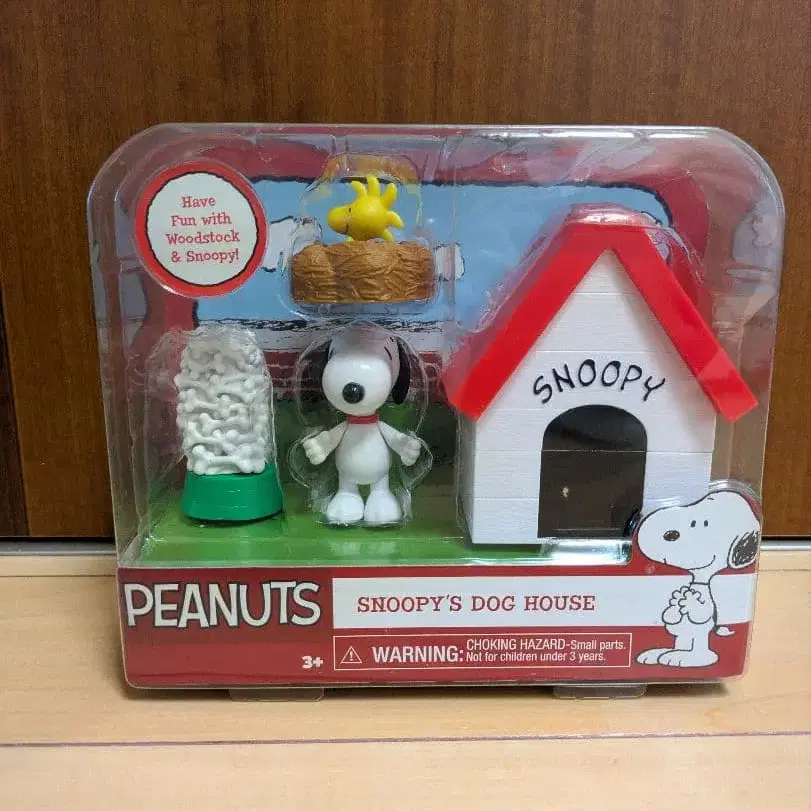 Have
Fun with
Woodstock
& Snoopy!
SNOOPY
PEANUTS
SNOOPY'S DOG HOUSE
®
3+
WARNING: CHOKING HAZARD-Small parts.
Not for children under 3 years.